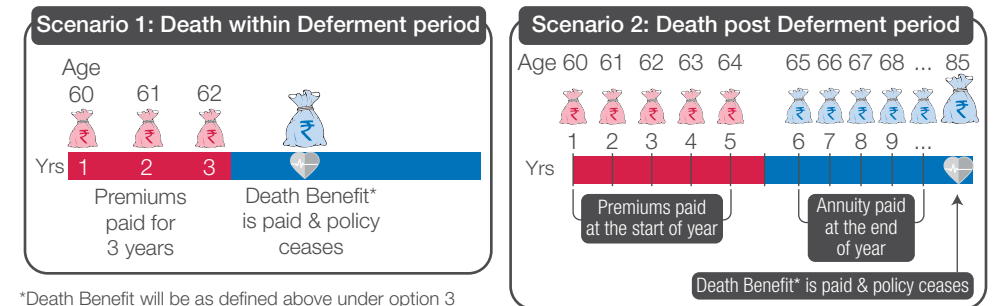 Scenario 1: Death within Deferment period
Age
60 61 62
₹ ₹ ₹ ₹
Yrs 1 2 3
Premiums
paid for
3 years
Death Benefit*
is paid & policy
ceases
*Death Benefit will be as defined above under option 3
Scenario 2: Death post Deferment period
Age 60 61 62 63 64 65 66 67 68 ... 85
₹ ₹ ₹ ₹ ₹ ₹ ₹ ₹ ₹ ₹ ₹
1 2 3 4 5 6 7 8 9 ...
Yrs
Premiums paid
at the start of year
Annuity paid
at the end
of year
Death Benefit* is paid & policy ceases